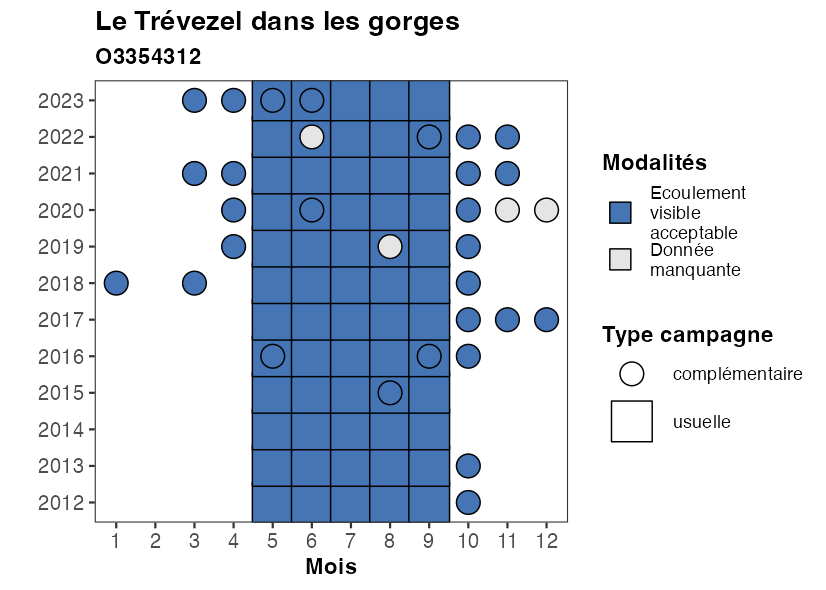 Le Trévezel dans les gorges
O3354312
2023
2022
2021
2020
2019
2018
2017
2016
2015
2014
2013
2012
1 2 3 4 5 6 7 8 9 10 11 12
Mois
Modalités
Ecoulement
visible
acceptable
Donnée
manquante
Type campagne
complémentaire
usuelle